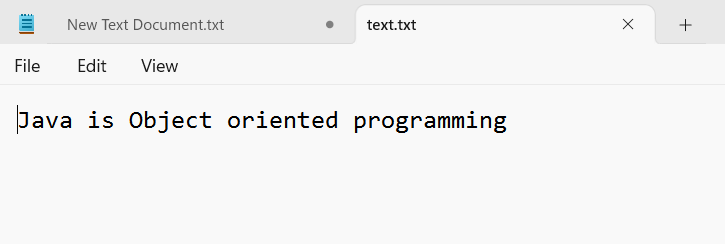 New Text Document.txt
text.txt
File Edit View
Java is Object oriented programming